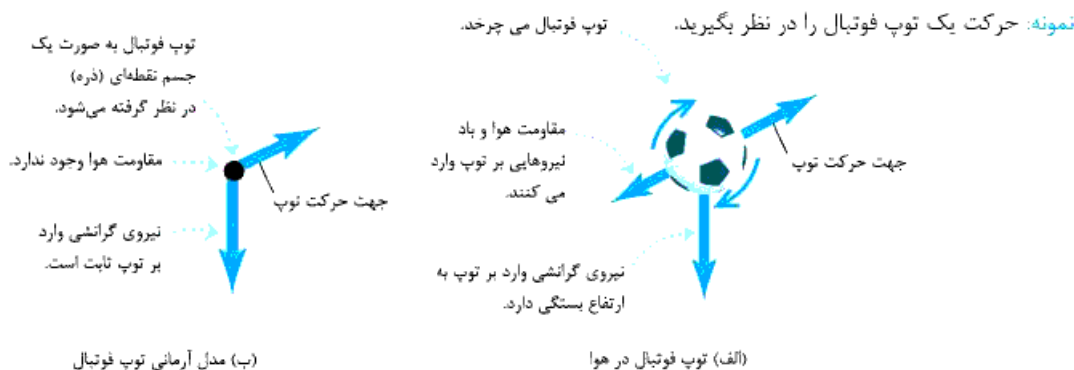 نمونه: حرکت یک توپ فوتبال را در نظر بگیرید.
توپ فوتبال می چرخد.
جهت حرکت توپ
مقاومت هوا و باد
نیروهایی بر توپ وارد
می کنند.
نیروی گرانشی وارد بر توپ به
ارتفاع بستگی دارد.
(الف) توپ فوتبال در هوا
توپ فوتبال به صورت یک
جسم نقطه‌ای (ذره)
در نظر گرفته می‌شود.
مقاومت هوا وجود ندارد.
جهت حرکت توپ
نیروی گرانشی وارد
بر توپ ثابت است.
(ب) مدل آرمانی توپ فوتبال